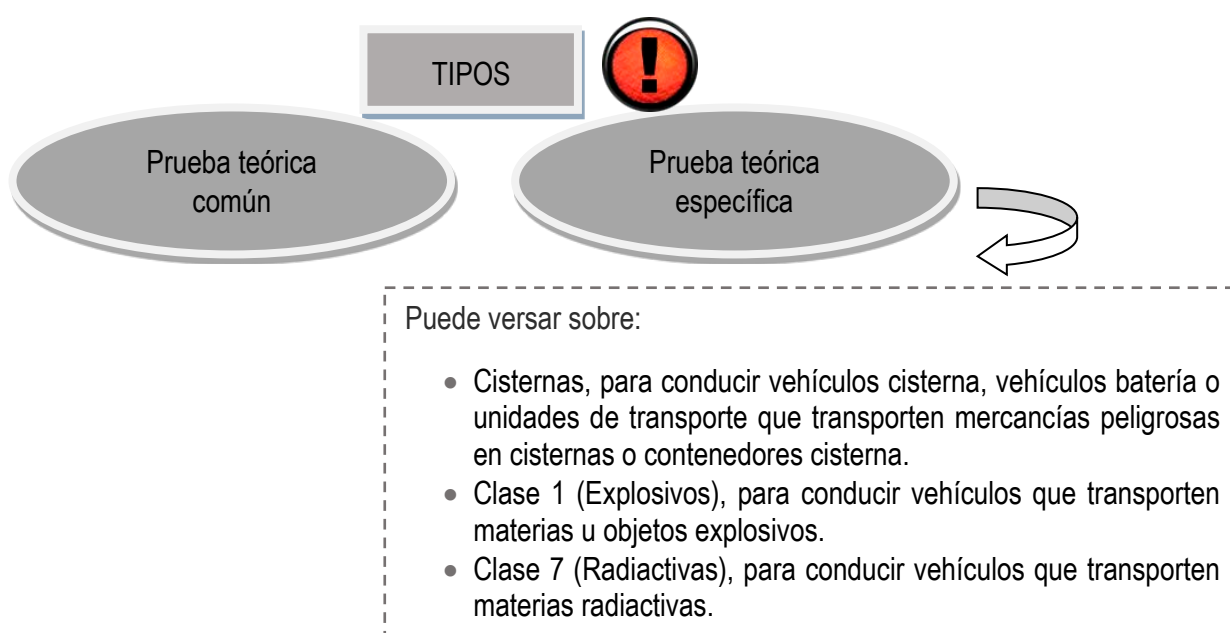 TIPOS
Prueba teórica
común
Prueba teórica
específica
Puede versar sobre:
• Cisternas, para conducir vehículos cisterna, vehículos batería o
unidades de transporte que transporten mercancías peligrosas
en cisternas o contenedores cisterna.
• Clase 1 (Explosivos), para conducir vehículos que transporten
materias u objetos explosivos.
• Clase 7 (Radiactivas), para conducir vehículos que transporten
materias radiactivas.